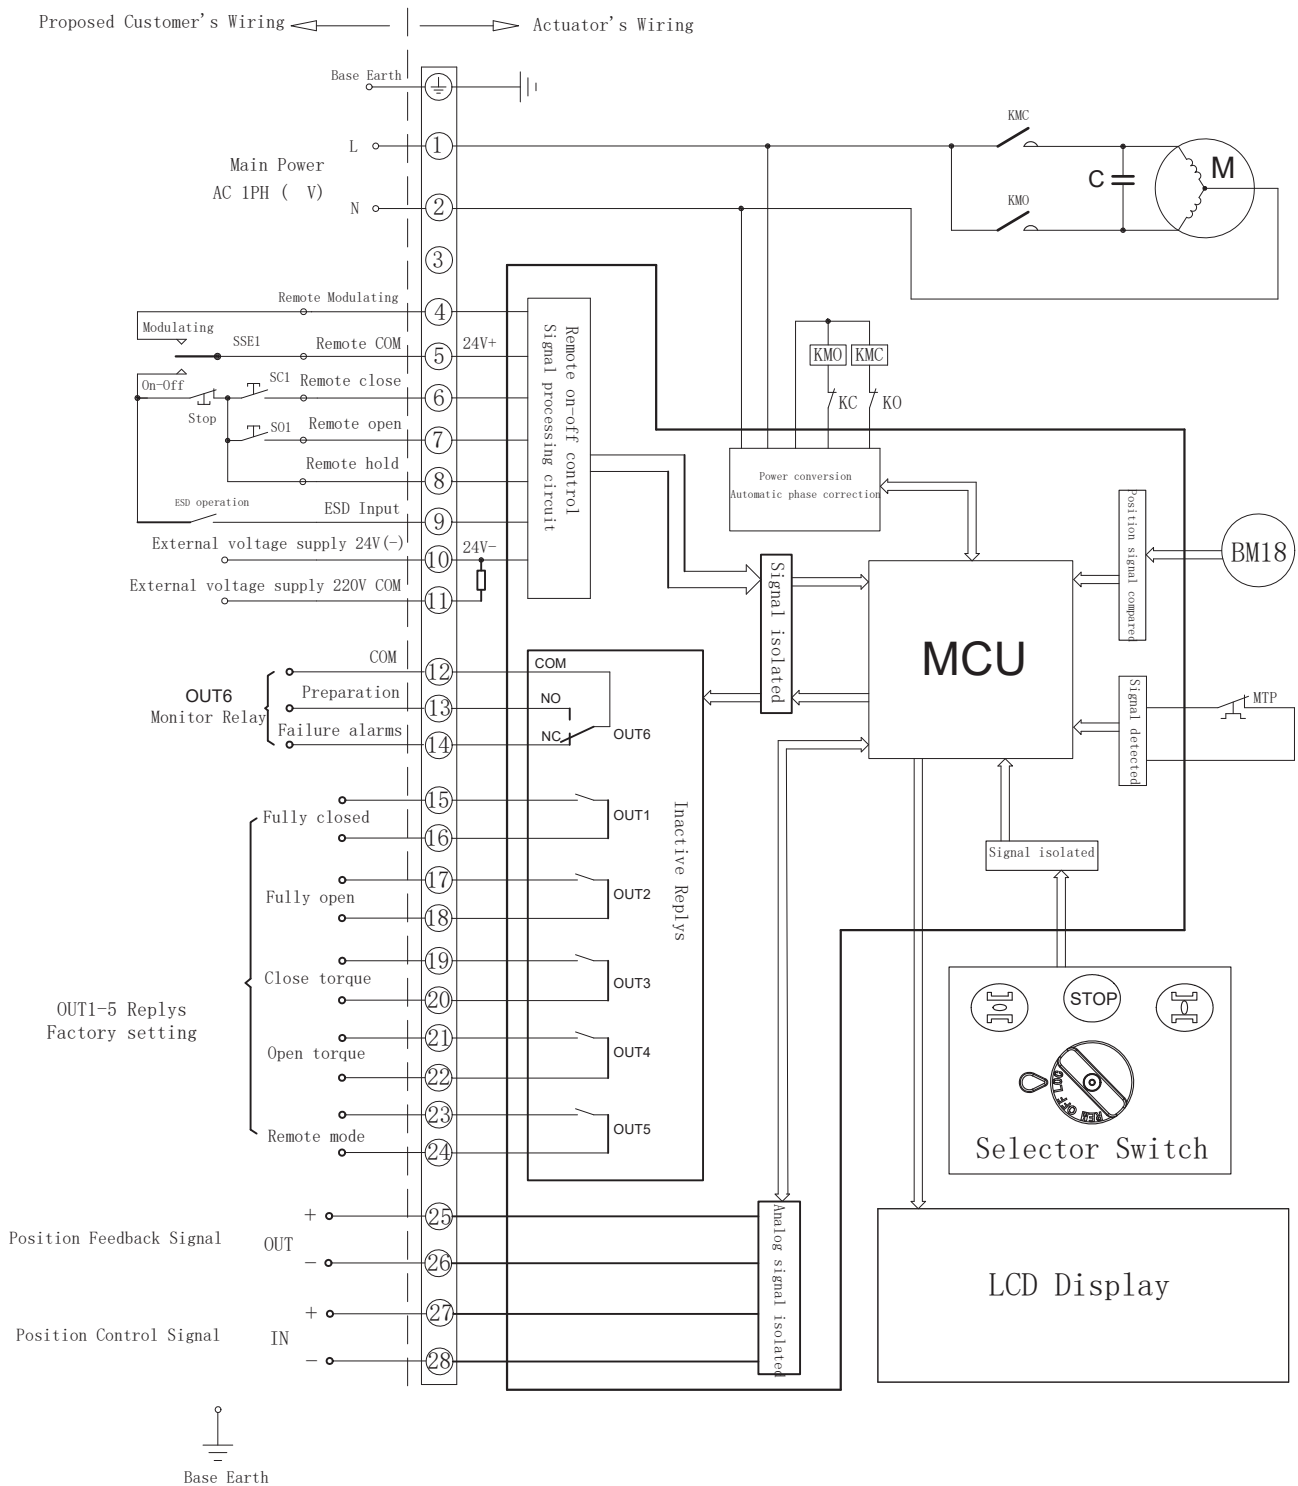 Proposed Customer's Wiring
Actuator's Wiring
Base Earth
L
1
Main Power
AC 1PH ( V)
N
2
3
KMC
KMO
C
M
Remote Modulating
4
Modulating
SSE1
Remote COM
5
24V+
On-Off
Stop
SC1
Remote close
6
SO1
Remote open
7
Remote hold
8
ESD operation
ESD Input
9
External voltage supply 24V(-)
10
24V-
External voltage supply 220V COM
11
Remote on-off control
Signal processing circuit
KMO
KMC
KC
KO
Power conversion
Automatic phase correction
Signal isolated
MCU
Position signal compared
BM18
Signal detected
MTP
Signal isolated
OUT6
Monitor Relay
COM
12
COM
Preparation
13
NO
Failure alarms
14
NC
OUT6
Inactive Replys
OUT1-5 Replys
Factory setting
Fully closed
15
16
OUT1
Fully open
17
18
OUT2
Close torque
19
20
OUT3
Open torque
21
22
OUT4
Remote mode
23
24
OUT5
STOP
LOC OFF REM
Selector Switch
Position Feedback Signal
OUT
+
25
−
26
Position Control Signal
IN
+
27
−
28
Analog signal isolated
LCD Display
Base Earth